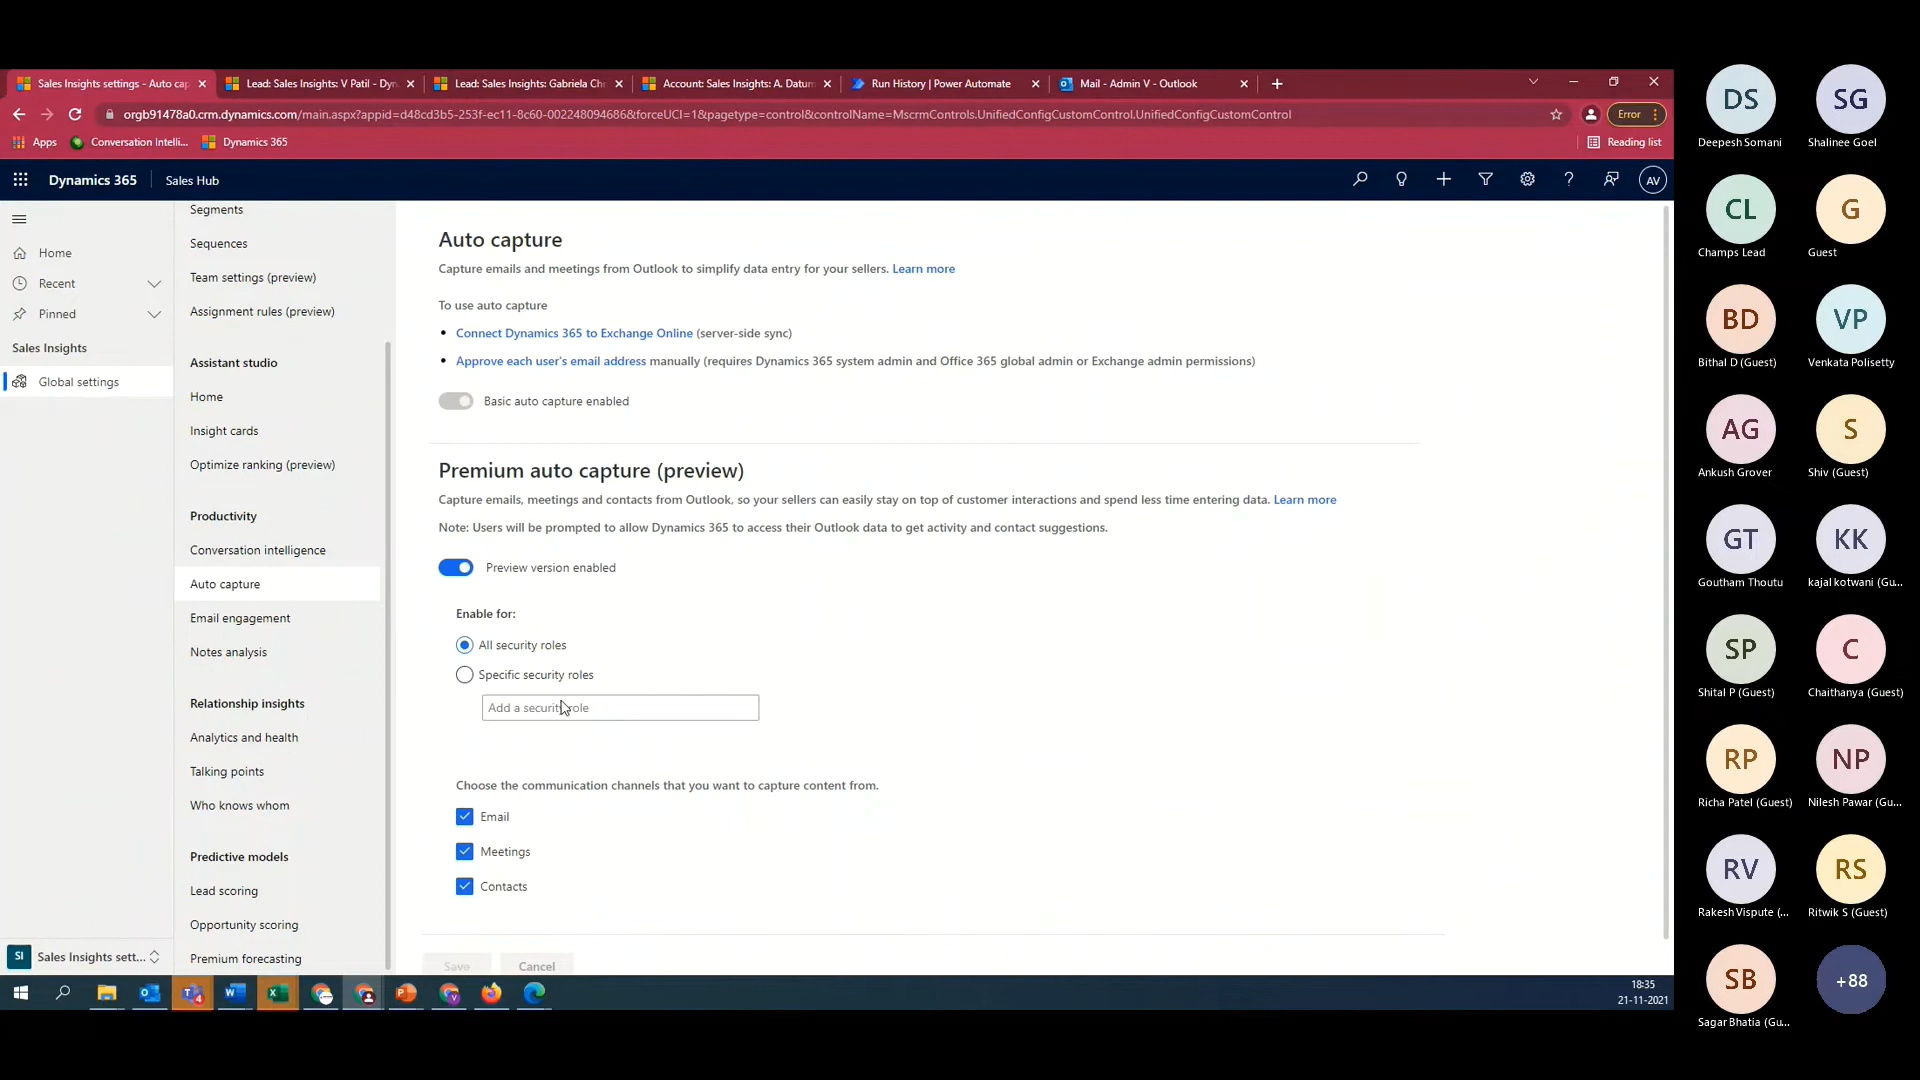 Sales Insights settings - Auto cap
Lead: Sales Insights: V Patil - Dyn
Lead: Sales Insights: Gabriela Ch
Account: Sales Insights: A. Datum
Run History | Power Automate
Mail - Admin V - Outlook
orgb91478a0.crm.dynamics.com/main.aspx?appid=d48cd3b5-253f-ec11-8c60-002248094686&forceUCI=1&pagetype=control&controlName=MscrmControls.UnifiedConfigCustomControl.UnifiedConfigCustomControl
Error
Apps
Conversation Intelli...
Dynamics 365
Reading list
Dynamics 365
Sales Hub
AV
Home
Recent
Pinned
Sales Insights
Global settings
SI
Sales Insights sett...
Segments
Sequences
Team settings (preview)
Assignment rules (preview)
Assistant studio
Home
Insight cards
Optimize ranking (preview)
Productivity
Conversation intelligence
Auto capture
Email engagement
Notes analysis
Relationship insights
Analytics and health
Talking points
Who knows whom
Predictive models
Lead scoring
Opportunity scoring
Premium forecasting
Auto capture
Capture emails and meetings from Outlook to simplify data entry for your sellers. Learn more
To use auto capture
• Connect Dynamics 365 to Exchange Online (server-side sync)
• Approve each user's email address manually (requires Dynamics 365 system admin and Office 365 global admin or Exchange admin permissions)
Basic auto capture enabled
Premium auto capture (preview)
Capture emails, meetings and contacts from Outlook, so your sellers can easily stay on top of customer interactions and spend less time entering data. Learn more
Note: Users will be prompted to allow Dynamics 365 to access their Outlook data to get activity and contact suggestions.
Preview version enabled
Enable for:
All security roles
Specific security roles
Add a security role
Choose the communication channels that you want to capture content from.
Email
Meetings
Contacts
Save
Cancel
4
18:35
21-11-2021
DS
Deepesh Somani
SG
Shalinee Goel
CL
Champs Lead
G
Guest
BD
Bithal D (Guest)
VP
Venkata Polisetty
AG
Ankush Grover
S
Shiv (Guest)
GT
Goutham Thoutu
KK
kajal kotwani (Gu...
SP
Shital P (Guest)
C
Chaithanya (Guest)
RP
Richa Patel (Guest)
NP
Nilesh Pawar (Gu...
RV
Rakesh Vispute (...
RS
Ritwik S (Guest)
SB
Sagar Bhatia (Gu...
+88